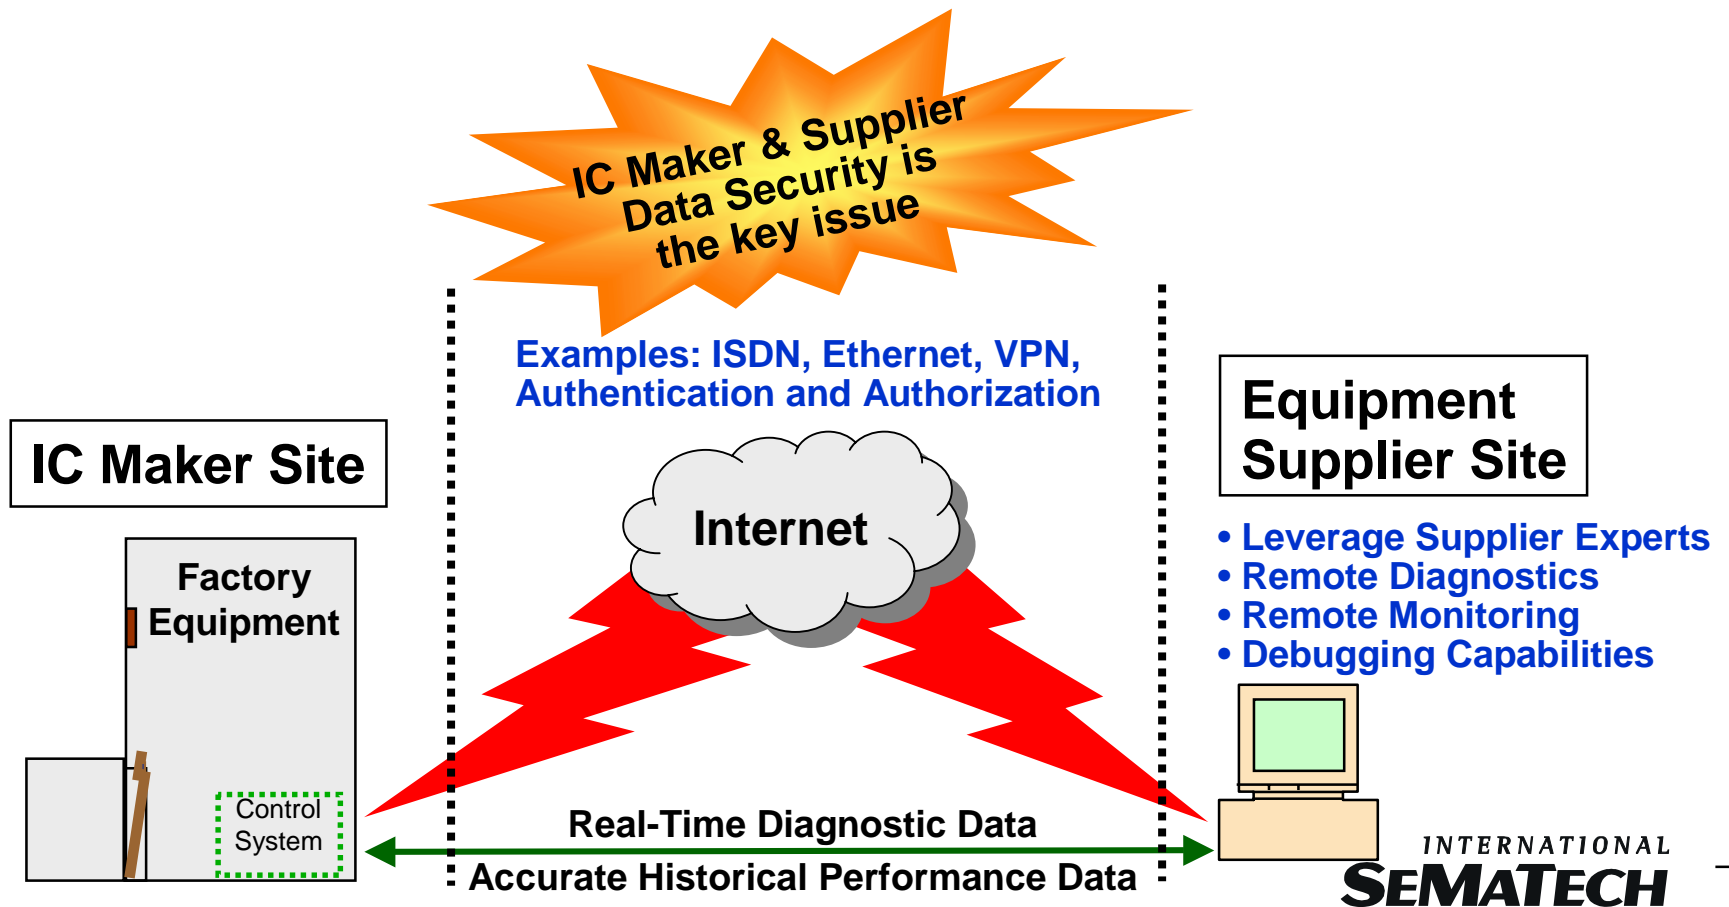 IC Maker & Supplier
Data Security is
the key issue
Examples: ISDN, Ethernet, VPN,
Authentication and Authorization
IC Maker Site
Equipment
Supplier Site
Internet
• Leverage Supplier Experts
• Remote Diagnostics
• Remote Monitoring
• Debugging Capabilities
Factory
Equipment
Control
System
Real-Time Diagnostic Data
Accurate Historical Performance Data
INTERNATIONAL
SEMATECH